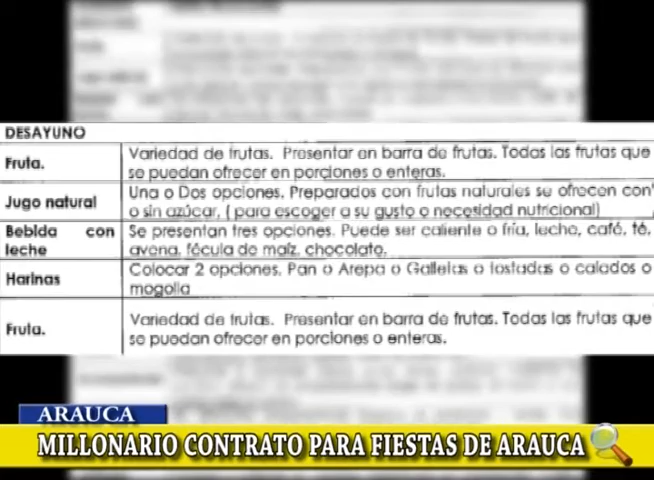 DESAYUNO
Fruta.
Variedad de frutas. Presentar en barra de frutas. Todas las frutas que
se puedan ofrecer en porciones o enteras.
Jugo natural
Una o Dos opciones. Preparados con frutas naturales se ofrecen con
o sin azúcar, ( para escoger a su gusto o necesidad nutricional)
Bebida con
leche
Se presentan tres opciones. Puede ser caliente o fría, leche, café, té,
avena, fécula de maíz, chocolate.
Harinas
Colocar 2 opciones. Pan o Arepa o Galletas o tostadas o calados o
mogolla
Fruta.
Variedad de frutas. Presentar en barra de frutas. Todas las frutas que
se puedan ofrecer en porciones o enteras.
ARAUCA
MILLONARIO CONTRATO PARA FIESTAS DE ARAUCA